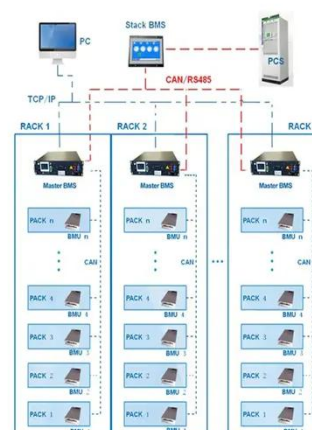 PC
Stack BMS
PCS
CAN/RS485
TCP/IP
RACK 1
RACK 2
RACK
Master BMS
Master BMS
Master BMS
PACK n
BMU n
PACK n
BMU n
PACK n
BMU n
CAN
CAN
CAN
PACK 4
BMU 4
PACK 4
BMU 4
PACK 4
BMU 4
PACK 3
BMU 3
PACK 3
BMU 3
PACK 3
BMU 3
PACK 2
BMU 2
PACK 2
BMU 2
PACK 2
BMU 2
PACK 1
PACK 1
PACK 1